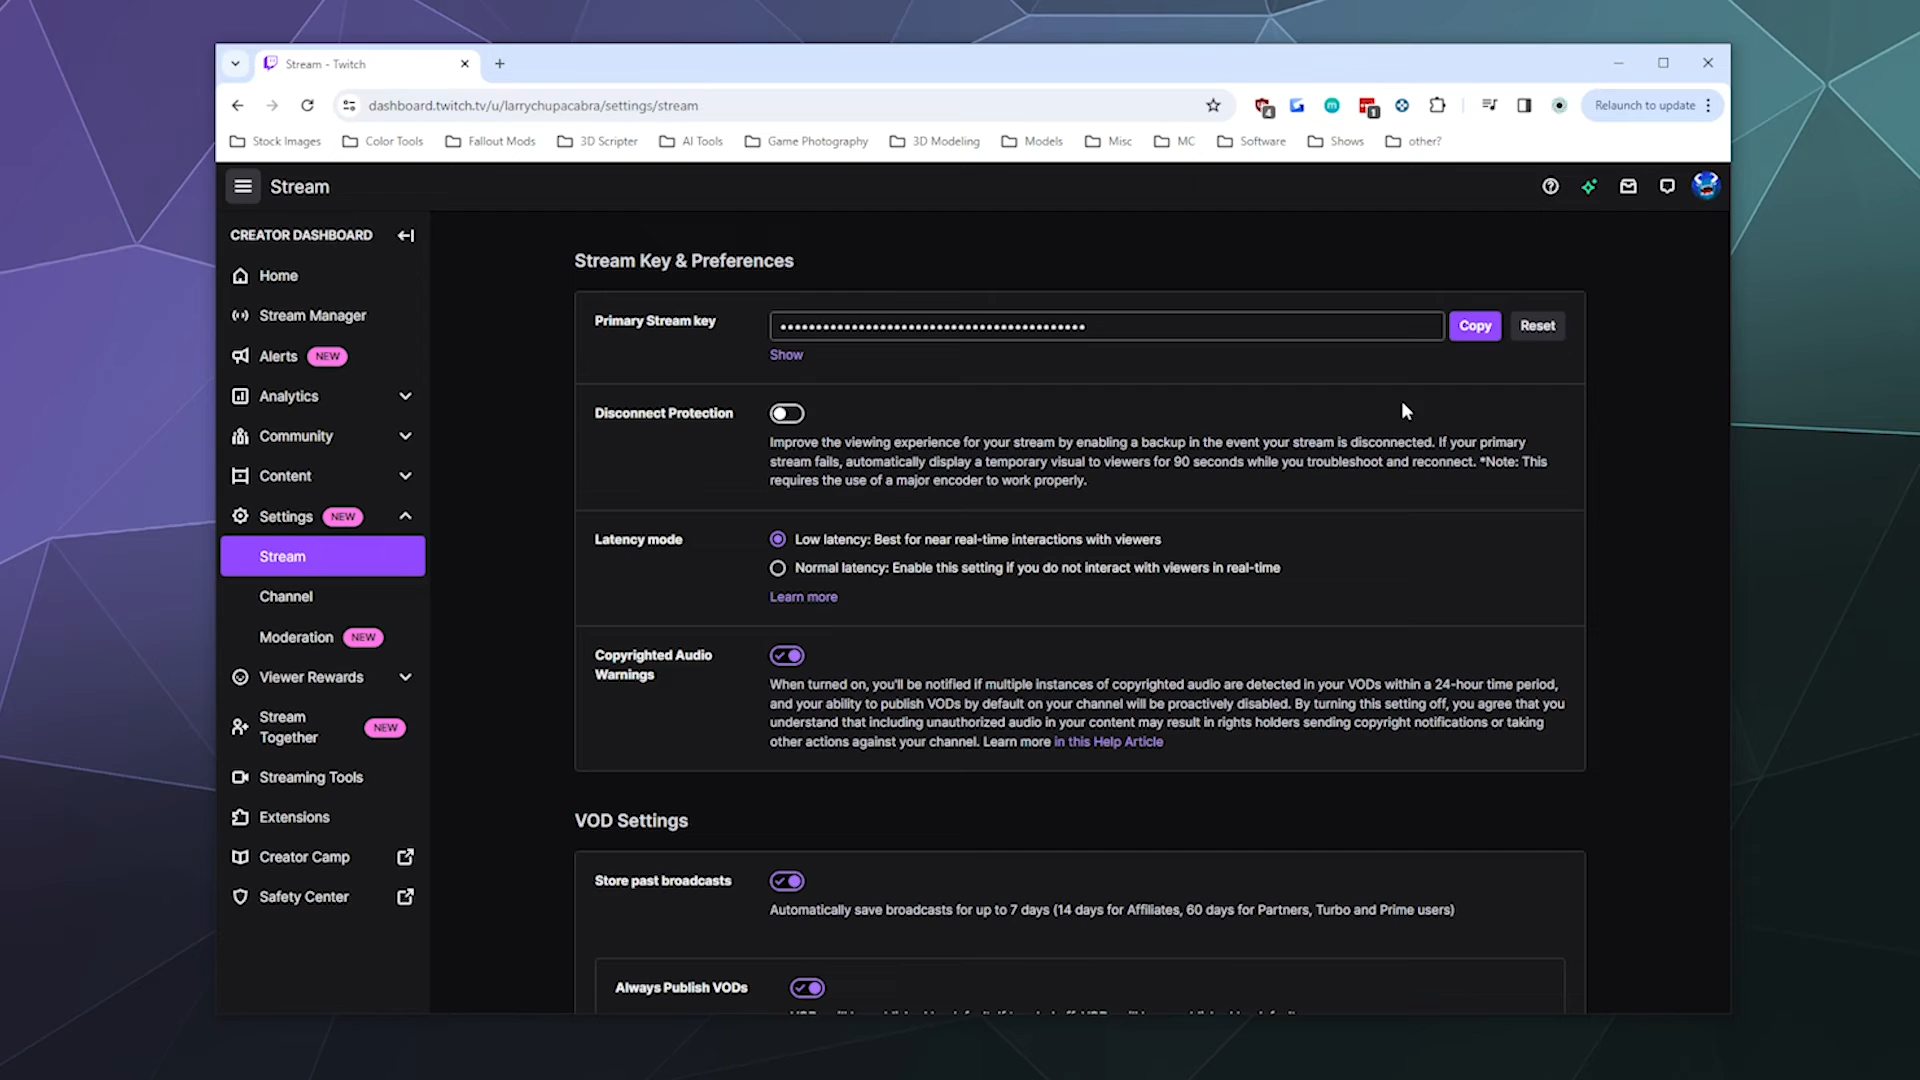 Stream - Twitch
dashboard.twitch.tv/u/larrychupacabra/settings/stream
4
1
Relaunch to update
Stock Images
Color Tools
Fallout Mods
3D Scripter
AI Tools
Game Photography
3D Modeling
Models
Misc
MC
Software
Shows
other?
Stream
CREATOR DASHBOARD
Home
Stream Manager
Alerts NEW
Analytics
Community
Content
Settings NEW
Stream
Channel
Moderation NEW
Viewer Rewards
Stream
Together
NEW
Streaming Tools
Extensions
Creator Camp
Safety Center
Stream Key & Preferences
Primary Stream key
Copy
Reset
Show
Disconnect Protection
Improve the viewing experience for your stream by enabling a backup in the event your stream is disconnected. If your primary
stream fails, automatically display a temporary visual to viewers for 90 seconds while you troubleshoot and reconnect. *Note: This
requires the use of a major encoder to work properly.
Latency mode
Low latency: Best for near real-time interactions with viewers
Normal latency: Enable this setting if you do not interact with viewers in real-time
Learn more
Copyrighted Audio
Warnings
When turned on, you'll be notified if multiple instances of copyrighted audio are detected in your VODs within a 24-hour time period,
and your ability to publish VODs by default on your channel will be proactively disabled. By turning this setting off, you agree that you
understand that including unauthorized audio in your content may result in rights holders sending copyright notifications or taking
other actions against your channel. Learn more in this Help Article
VOD Settings
Store past broadcasts
Automatically save broadcasts for up to 7 days (14 days for Affiliates, 60 days for Partners, Turbo and Prime users)
Always Publish VODs